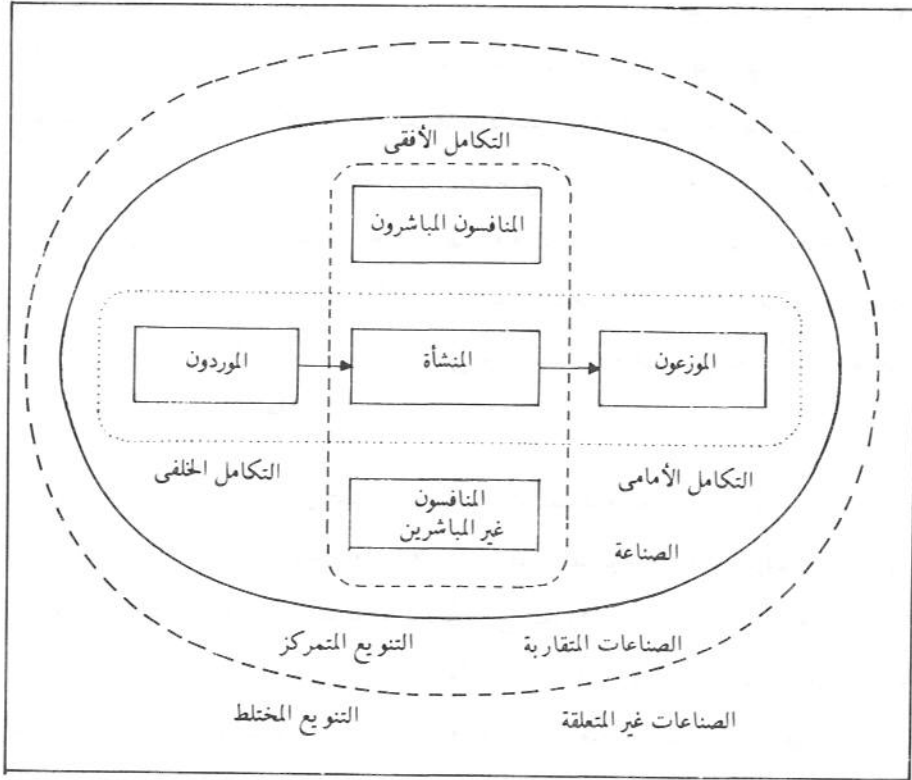 التكامل الأفقى
المنافسون المباشرون
الموزعون
المنشأة
الموردون
التكامل الأمامى
التكامل الخلفى
المنافسون
غير المباشرين
الصناعة
الصناعات المتقاربة
التنويع المتمركز
الصناعات غير المتعلقة
التنويع المختلط